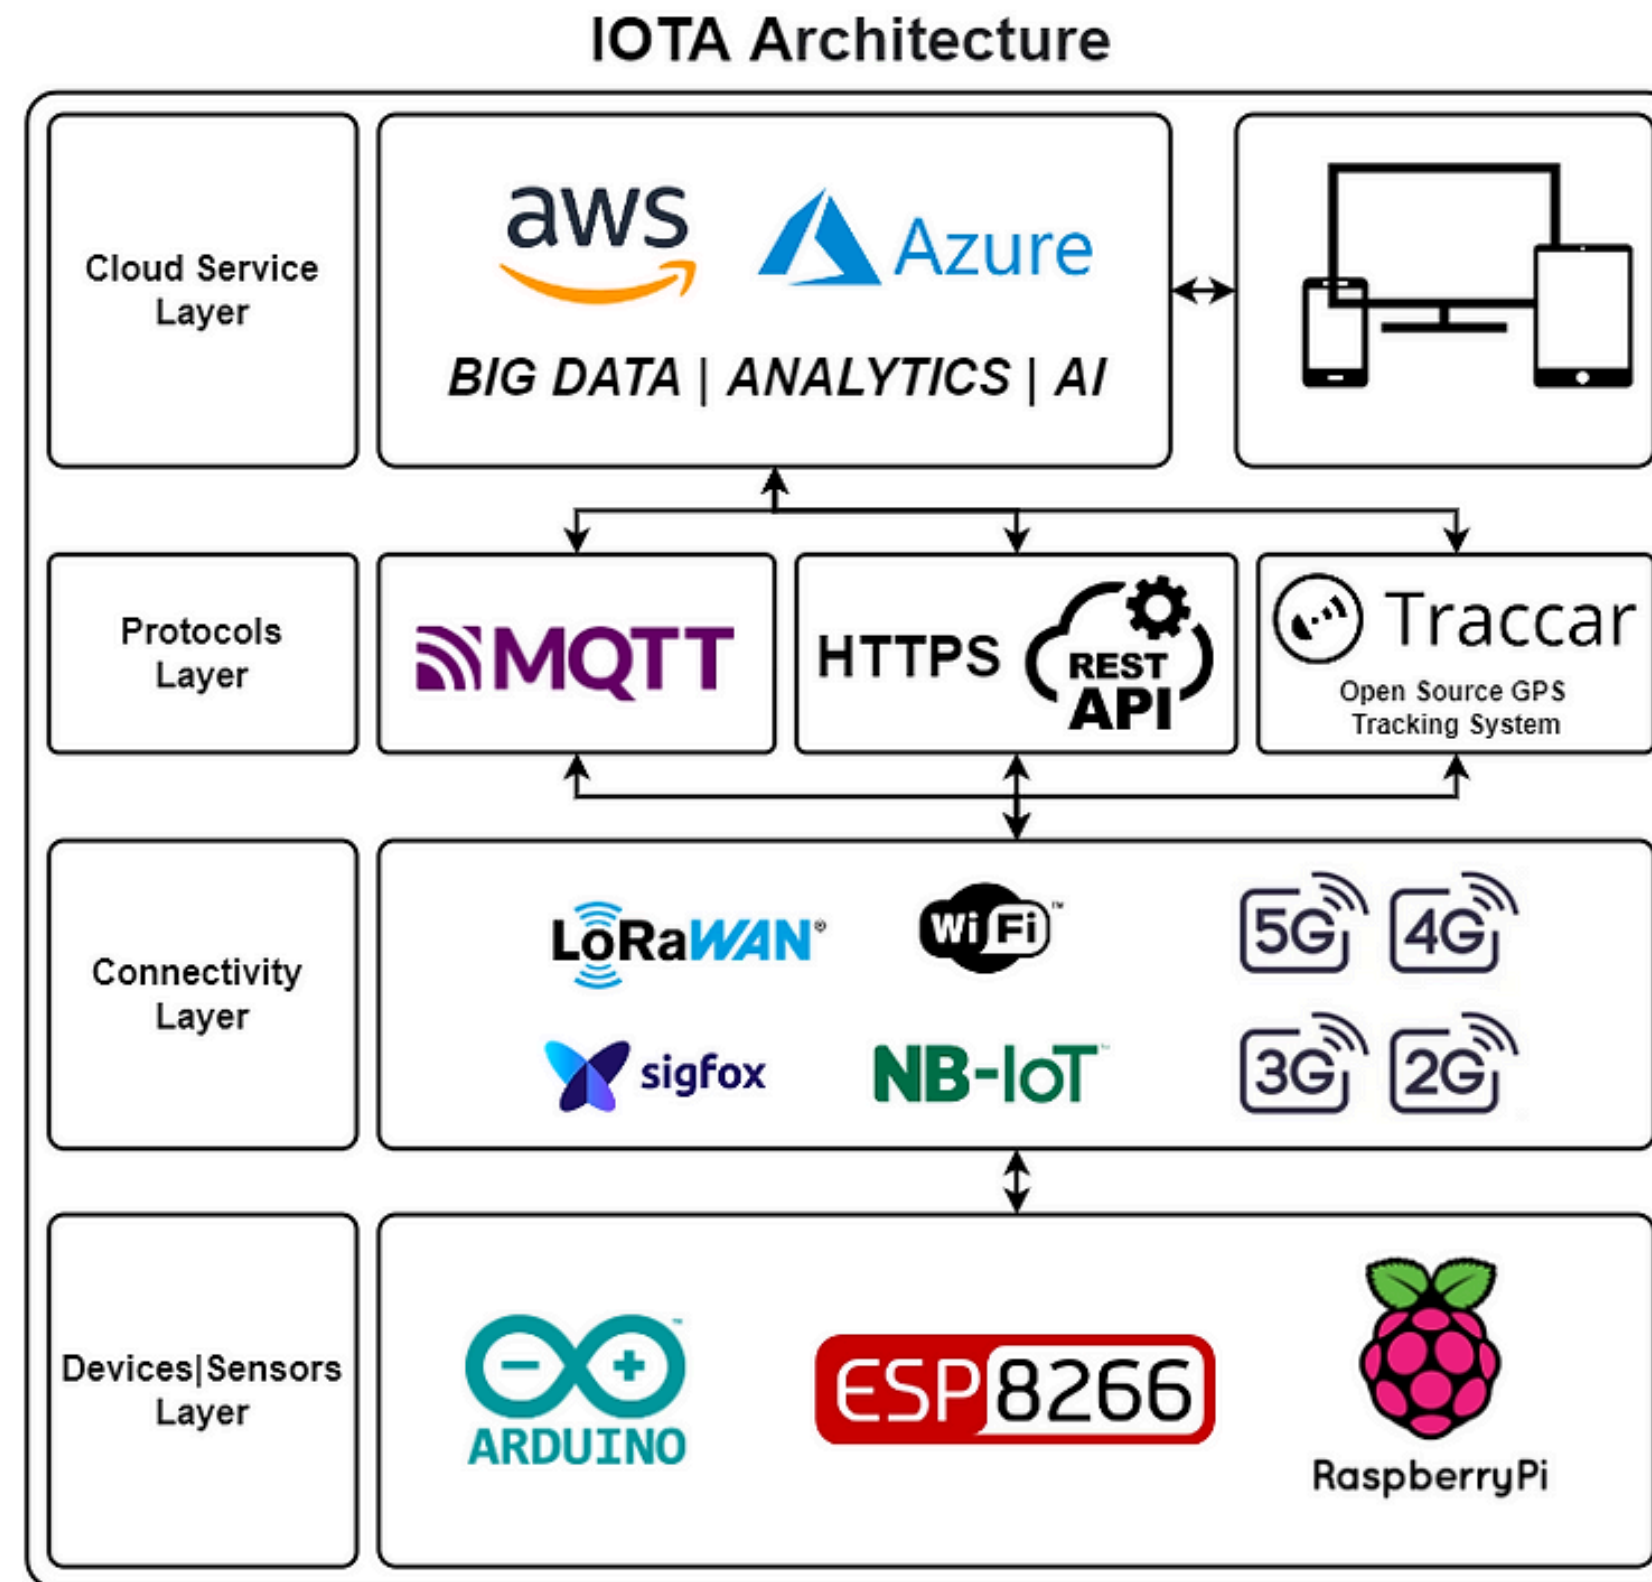 IOTA Architecture
Cloud Service
Layer
aws
Azure
BIG DATA | ANALYTICS | AI
Protocols
Layer
MQTT
HTTPS
REST
API
Traccar
Open Source GPS
Tracking System
Connectivity
Layer
LoRaWAN®
WiFi™
5G
4G
sigfox
NB-IoT
3G
2G
Devices|Sensors
Layer
ARDUINO
ESP8266
RaspberryPi